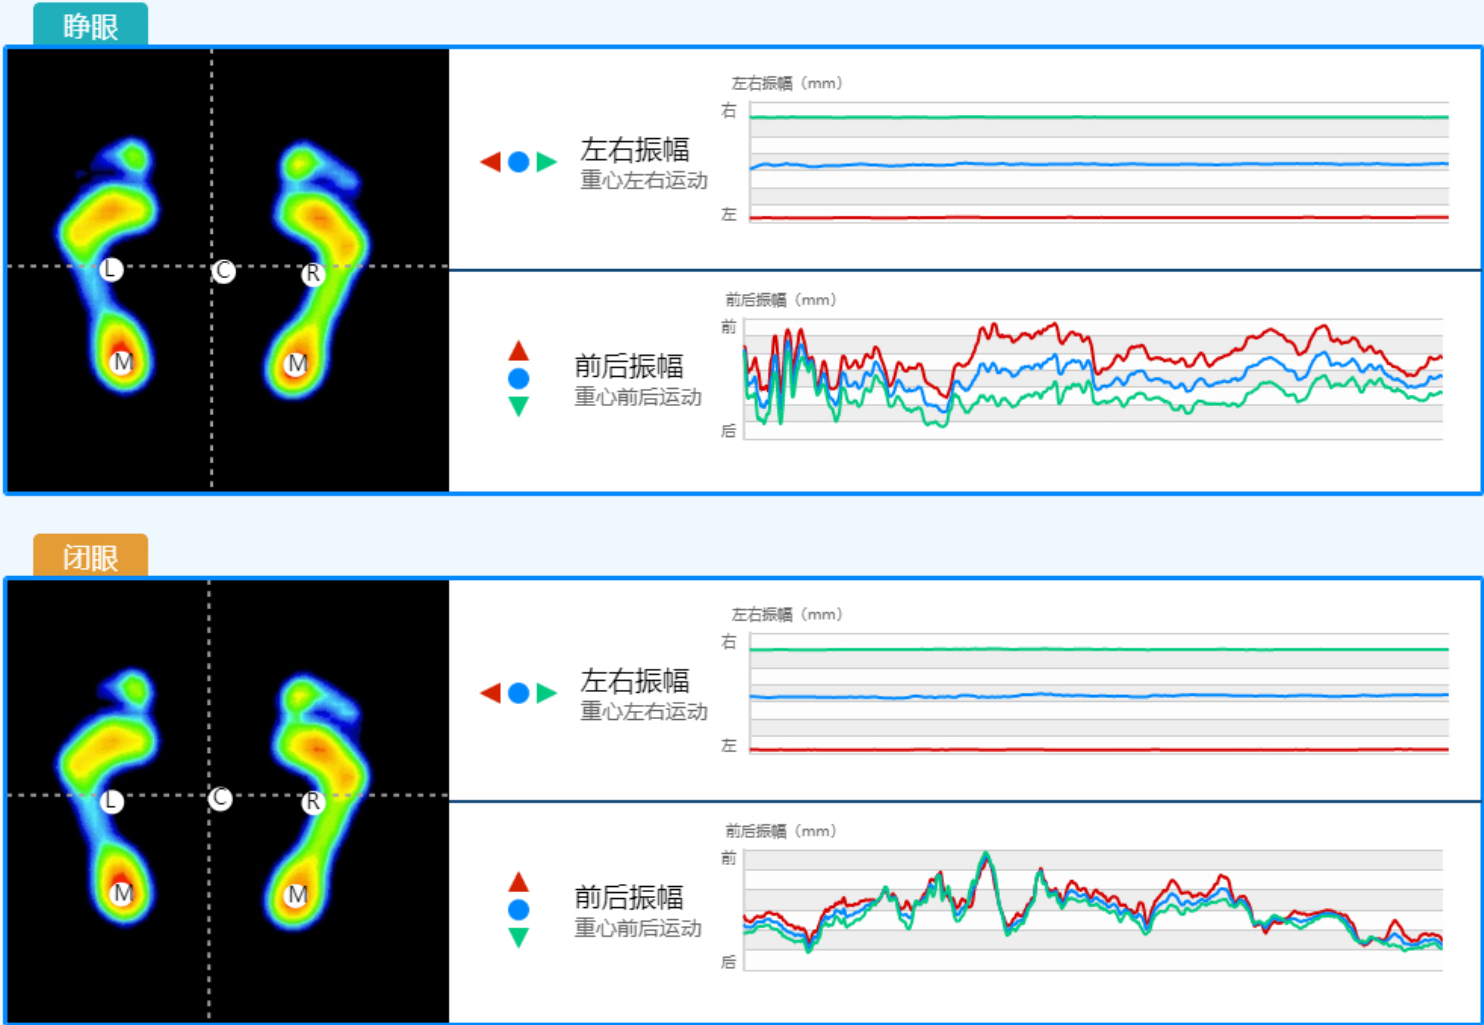 睁眼
左右振幅（mm）
右
左右振幅
重心左右运动
左
L
C
R
前后振幅（mm）
前
M
M
前后振幅
重心前后运动
后
闭眼
左右振幅（mm）
右
左右振幅
重心左右运动
左
L
C
R
前后振幅（mm）
前
M
M
前后振幅
重心前后运动
后